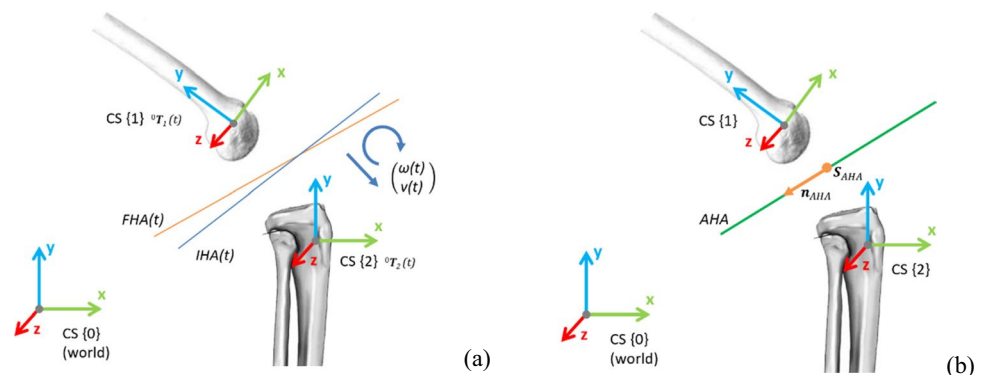 x
y
CS {1} ⁰T₁(t)
z
FHA(t)
IHA(t)
(ω(t)
v(t))
y
x
z
CS {2} ⁰T₂(t)
y
x
z
CS {0}
(world)
(a)
x
y
CS {1}
z
S_AHA
n_AHA
AHA
y
x
z
CS {2}
y
x
z
CS {0}
(world)
(b)